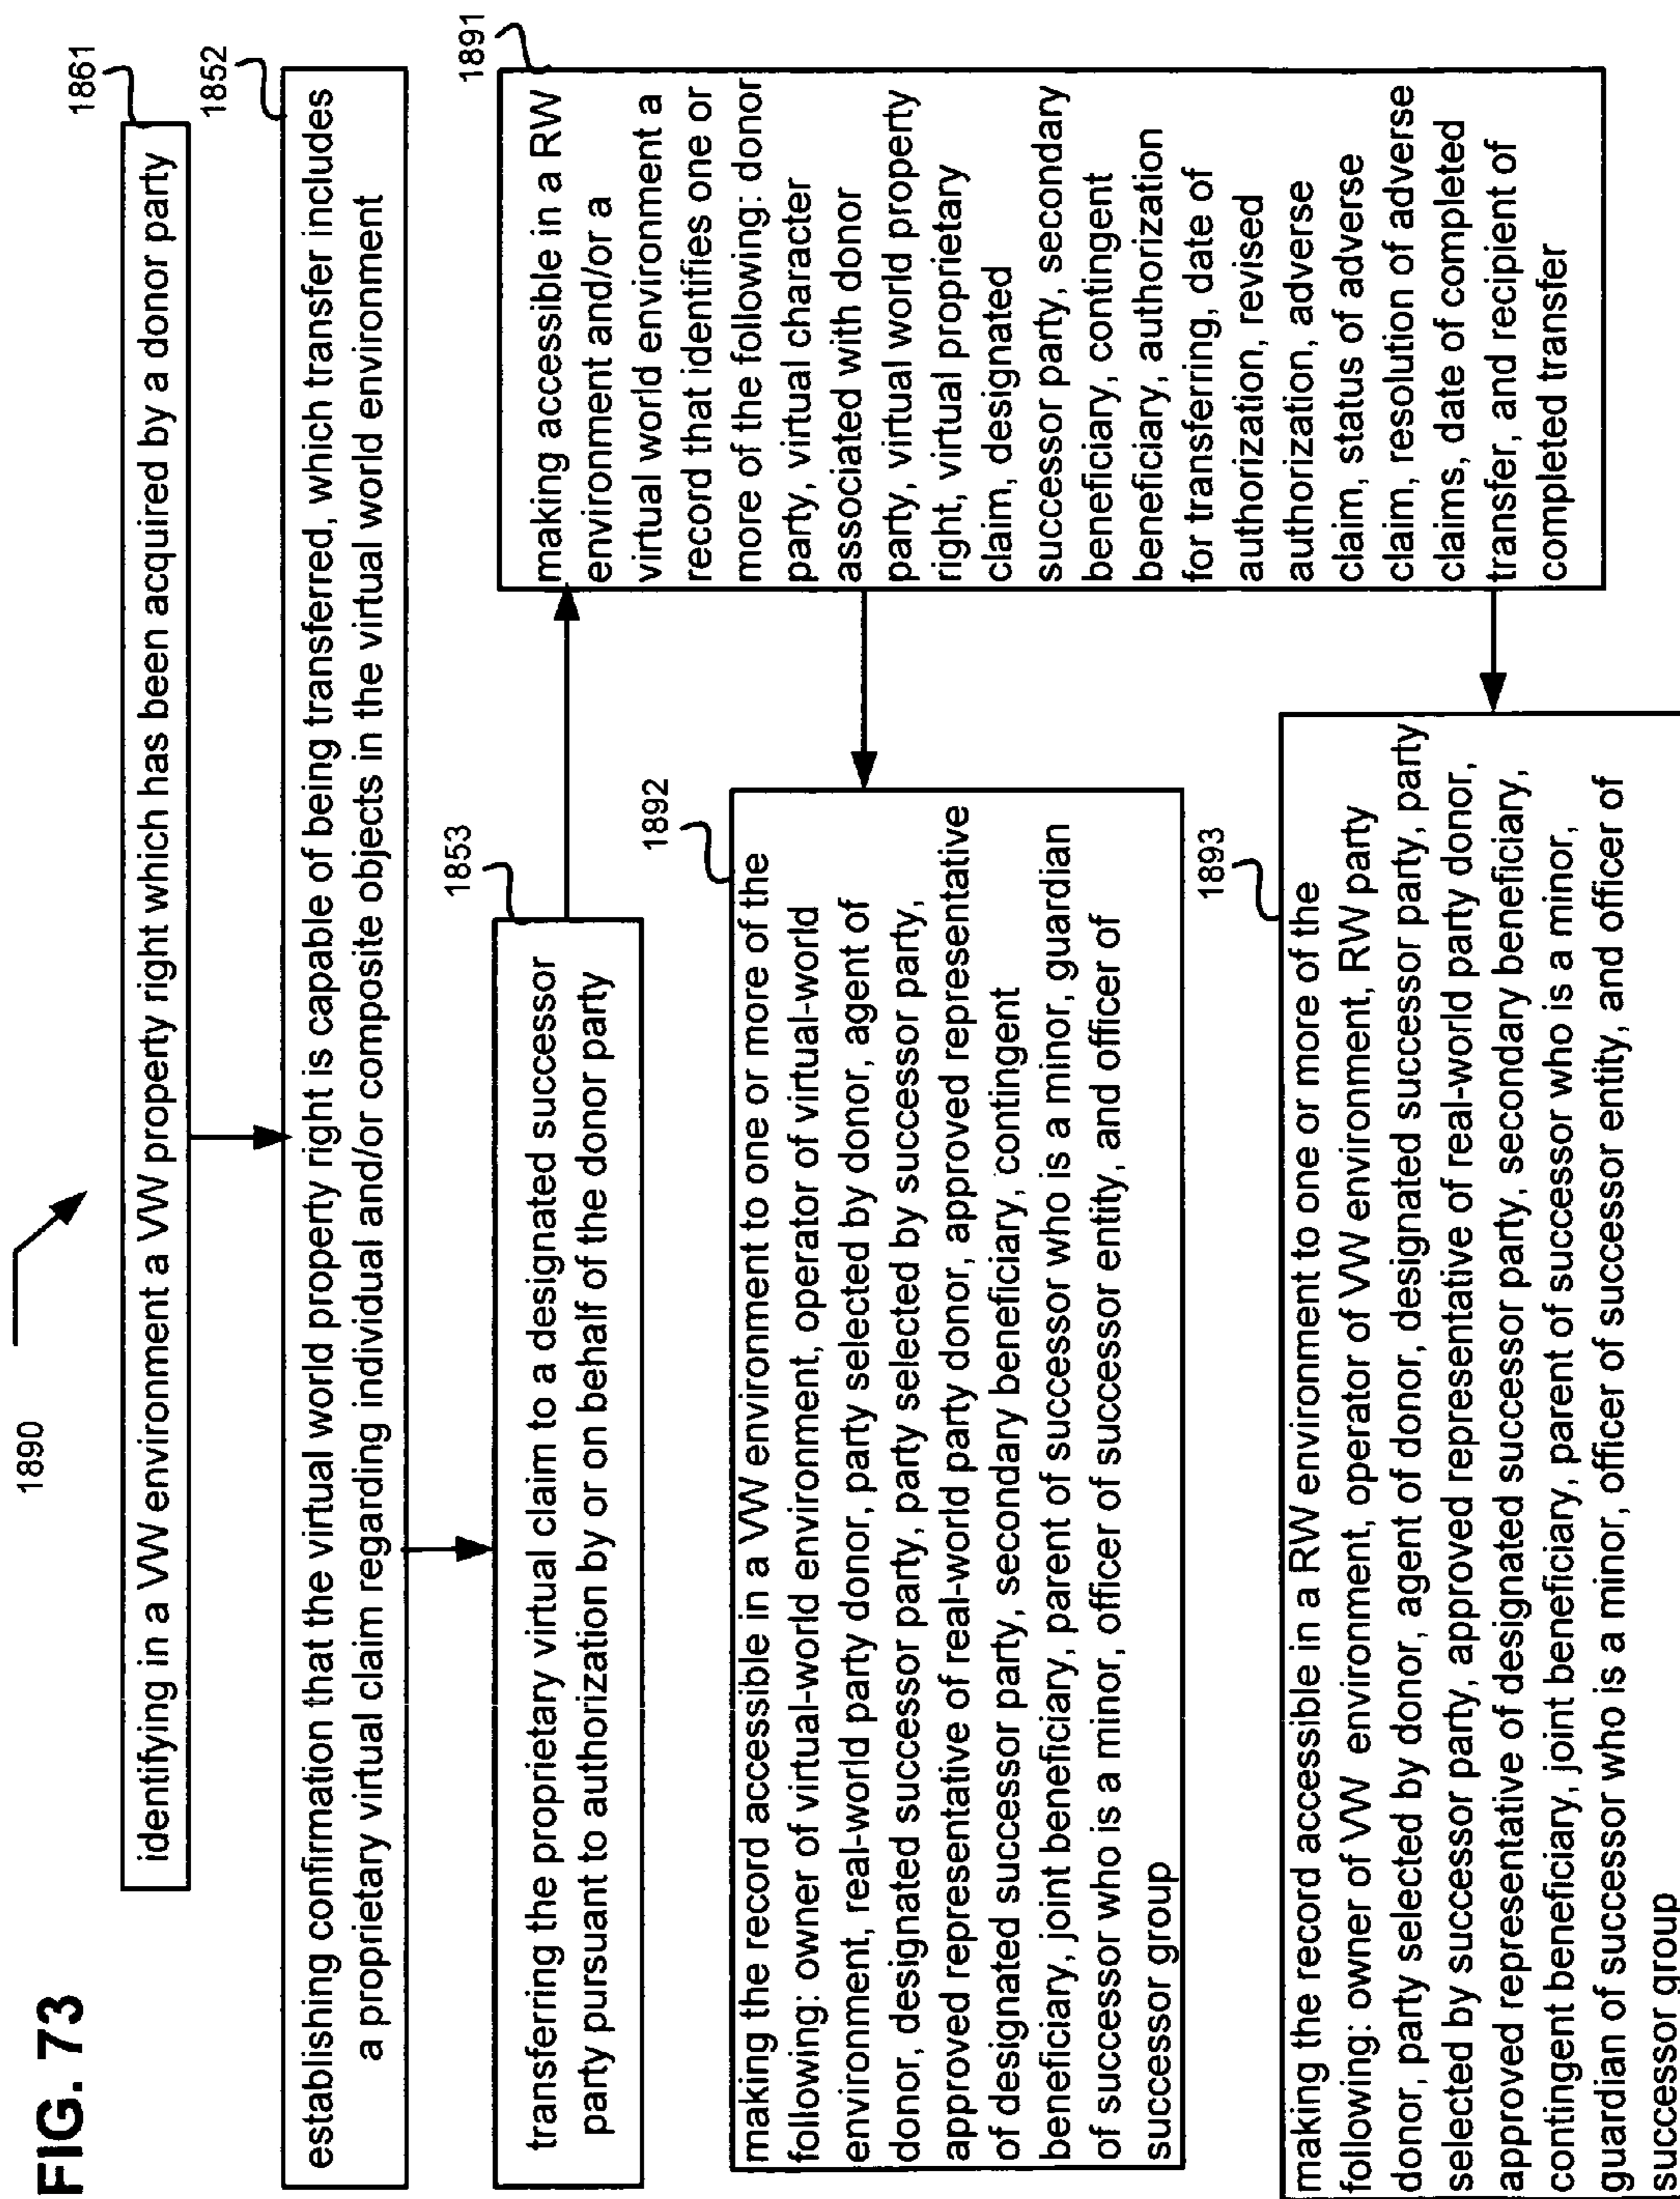 FIG. 73
1890
1861
identifying in a VW environment a VW property right which has been acquired by a donor party
1852
establishing confirmation that the virtual world property right is capable of being transferred, which transfer includes
a proprietary virtual claim regarding individual and/or composite objects in the virtual world environment
1853
transferring the proprietary virtual claim to a designated successor
party pursuant to authorization by or on behalf of the donor party
1891
making accessible in a RW
environment and/or a
virtual world environment a
record that identifies one or
more of the following: donor
party, virtual character
associated with donor
party, virtual world property
right, virtual proprietary
claim, designated
successor party, secondary
beneficiary, contingent
beneficiary, authorization
for transferring, date of
authorization, revised
authorization, adverse
claim, status of adverse
claim, resolution of adverse
claims, date of completed
transfer, and recipient of
completed transfer
1892
making the record accessible in a VW environment to one or more of the
following: owner of virtual-world environment, operator of virtual-world
environment, real-world party donor, party selected by donor, agent of
donor, designated successor party, party selected by successor party,
approved representative of real-world party donor, approved representative
of designated successor party, secondary beneficiary, contingent
beneficiary, joint beneficiary, parent of successor who is a minor, guardian
of successor who is a minor, officer of successor entity, and officer of
successor group
1893
making the record accessible in a RW environment to one or more of the
following: owner of VW environment, operator of VW environment, RW party
donor, party selected by donor, agent of donor, designated successor party, party
selected by successor party, approved representative of real-world party donor,
approved representative of designated successor party, secondary beneficiary,
contingent beneficiary, joint beneficiary, parent of successor who is a minor,
guardian of successor who is a minor, officer of successor entity, and officer of
successor group